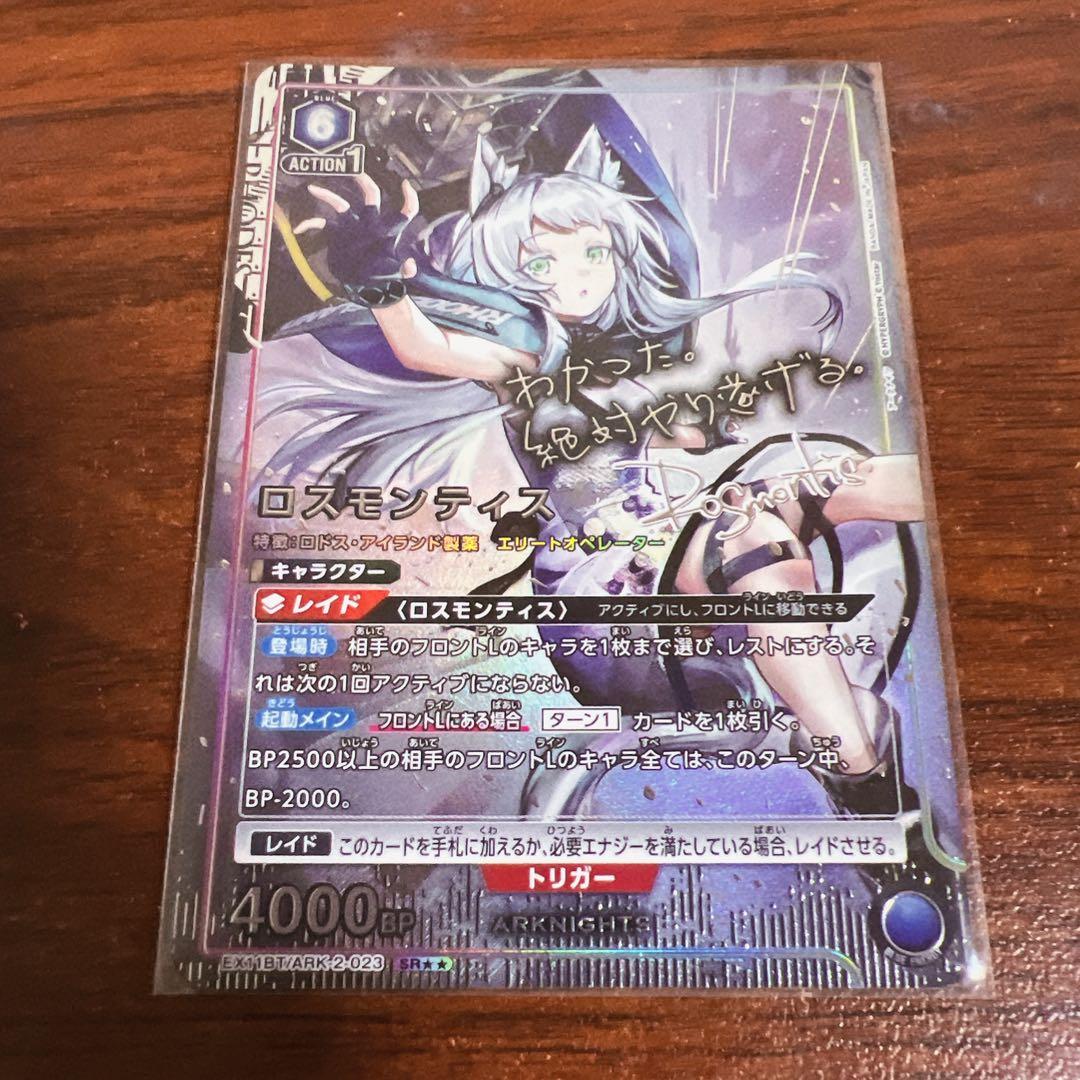 BLUE
6
ACTION 1
RHO
わかった。
絶対やり遂げる。
Rosmontis
©HYPERGRYPH ©Yostar
BANDAI MADE IN JAPAN
ロスモンティス
特徴:ロドス・アイランド製薬 エリートオペレーター
キャラクター
レイド 〈ロスモンティス〉 アクティブにし、フロントLに移動できる
登場時 相手のフロントLのキャラを1枚まで選び、レストにする。そ
れは次の1回アクティブにならない。
起動メイン フロントLにある場合 ターン1 カードを1枚引く。
BP2500以上の相手のフロントLのキャラ全ては、このターン中、
BP-2000。
レイド このカードを手札に加えるか、必要エナジーを満たしている場合、レイドさせる。
トリガー
4000BP
ARKNIGHTS
EX11BT/ARK-2-023 SR★★